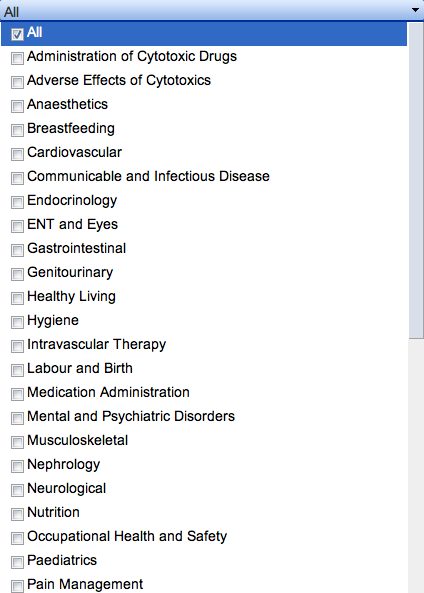 All
All
Administration of Cytotoxic Drugs
Adverse Effects of Cytotoxics
Anaesthetics
Breastfeeding
Cardiovascular
Communicable and Infectious Disease
Endocrinology
ENT and Eyes
Gastrointestinal
Genitourinary
Healthy Living
Hygiene
Intravascular Therapy
Labour and Birth
Medication Administration
Mental and Psychiatric Disorders
Musculoskeletal
Nephrology
Neurological
Nutrition
Occupational Health and Safety
Paediatrics
Pain Management